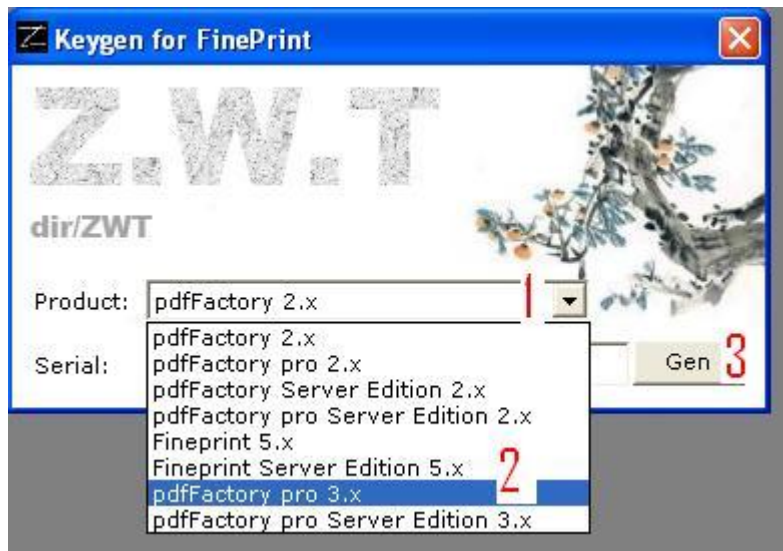 Keygen for FinePrint
Z.W.T
dir/ZWT
Product: pdfFactory 2.x 1
pdfFactory 2.x
pdfFactory pro 2.x
Serial: Gen 3
pdfFactory Server Edition 2.x
pdfFactory pro Server Edition 2.x
Fineprint 5.x
Fineprint Server Edition 5.x 2
pdfFactory pro 3.x
pdfFactory pro Server Edition 3.x